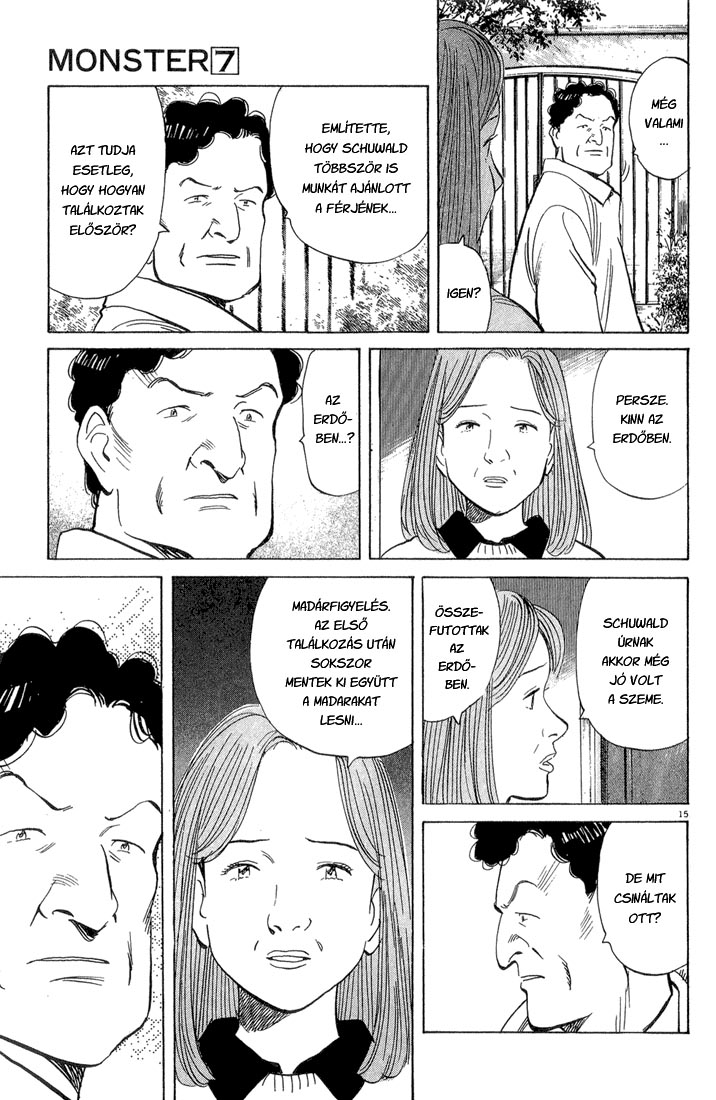 MONSTER 7
MÉG
VALAMI
...
IGEN?
EMLÍTETTE,
HOGY SCHUWALD
TÖBBSZÖR IS
MUNKÁT AJÁNLOTT
A FÉRJÉNEK...
AZT TUDJA
ESETLEG,
HOGY HOGYAN
TALÁLKOZTAK
ELŐSZÖR?
PERSZE.
KINN AZ
ERDŐBEN.
AZ
ERDŐ-
BEN...?
SCHUWALD
ÚRNAK
AKKOR MÉG
JÓ VOLT
A SZEME.
ÖSSZE-
FUTOTTAK
AZ
ERDŐ-
BEN.
15
DE MIT
CSINÁLTAK
OTT?
MADÁRFIGYELÉS.
AZ ELSŐ
TALÁLKOZÁS UTÁN
SOKSZOR
MENTEK KI EGYÜTT
A MADARAKAT
LESNI...